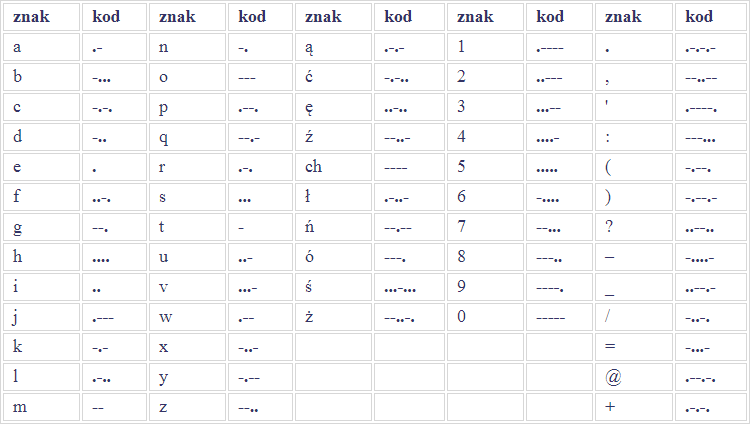 znak kod znak kod znak kod znak kod znak kod
a .- n -. ą .-.- 1 .---- . .-.-.-
b -... o --- ć -.-.. 2 ..--- , --..--
c -.-. p .--. ę ..-.. 3 ...-- ' .----.
d -.. q --.- ź --..- 4 ....- : ---...
e . r .-. ch ---- 5 ..... ( -.--.
f ..-. s ... ł .-..- 6 -.... ) -.--.-
g --. t - ń --.-- 7 --... ? ..--..
h .... u ..- ó ---. 8 ---.. – -....-
i .. v ...- ś ...-... 9 ----. _ ..--.-
j .--- w .-- ż --..-. 0 ----- / -..-.
k -.- x -..- = -...-
l .-.. y -.-- @ .--.-.
m -- z --.. + .-.-.